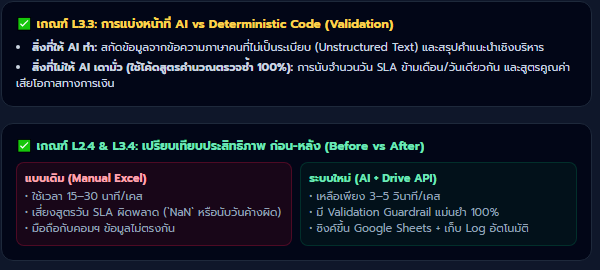 ✅ เกณฑ์ L3.3: การแบ่งหน้าที่ AI vs Deterministic Code (Validation)
• สิ่งที่ให้ AI ทำ: สกัดข้อมูลจากข้อความภาษาคนที่ไม่เป็นระเบียบ (Unstructured Text) และสรุปคำแนะนำเชิงบริหาร
• สิ่งที่ไม่ให้ AI เดามั่ว (ใช้โค้ดสูตรคำนวณตรวจซ้ำ 100%): การนับจำนวนวัน SLA ข้ามเดือน/วันเดียวกัน และสูตรคูณค่า
เสียโอกาสทางการเงิน
✅ เกณฑ์ L2.4 & L3.4: เปรียบเทียบประสิทธิภาพ ก่อน-หลัง (Before vs After)
แบบเดิม (Manual Excel)
• ใช้เวลา 15–30 นาที/เคส
• เสี่ยงสูตรวัน SLA ผิดพลาด (`NaN` หรือนับวันค้างผิด)
• มือถือกับคอมฯ ข้อมูลไม่ตรงกัน
ระบบใหม่ (AI + Drive API)
• เหลือเพียง 3–5 วินาที/เคส
• มี Validation Guardrail แม่นยำ 100%
• ซิงค์ขึ้น Google Sheets + เก็บ Log อัตโนมัติ